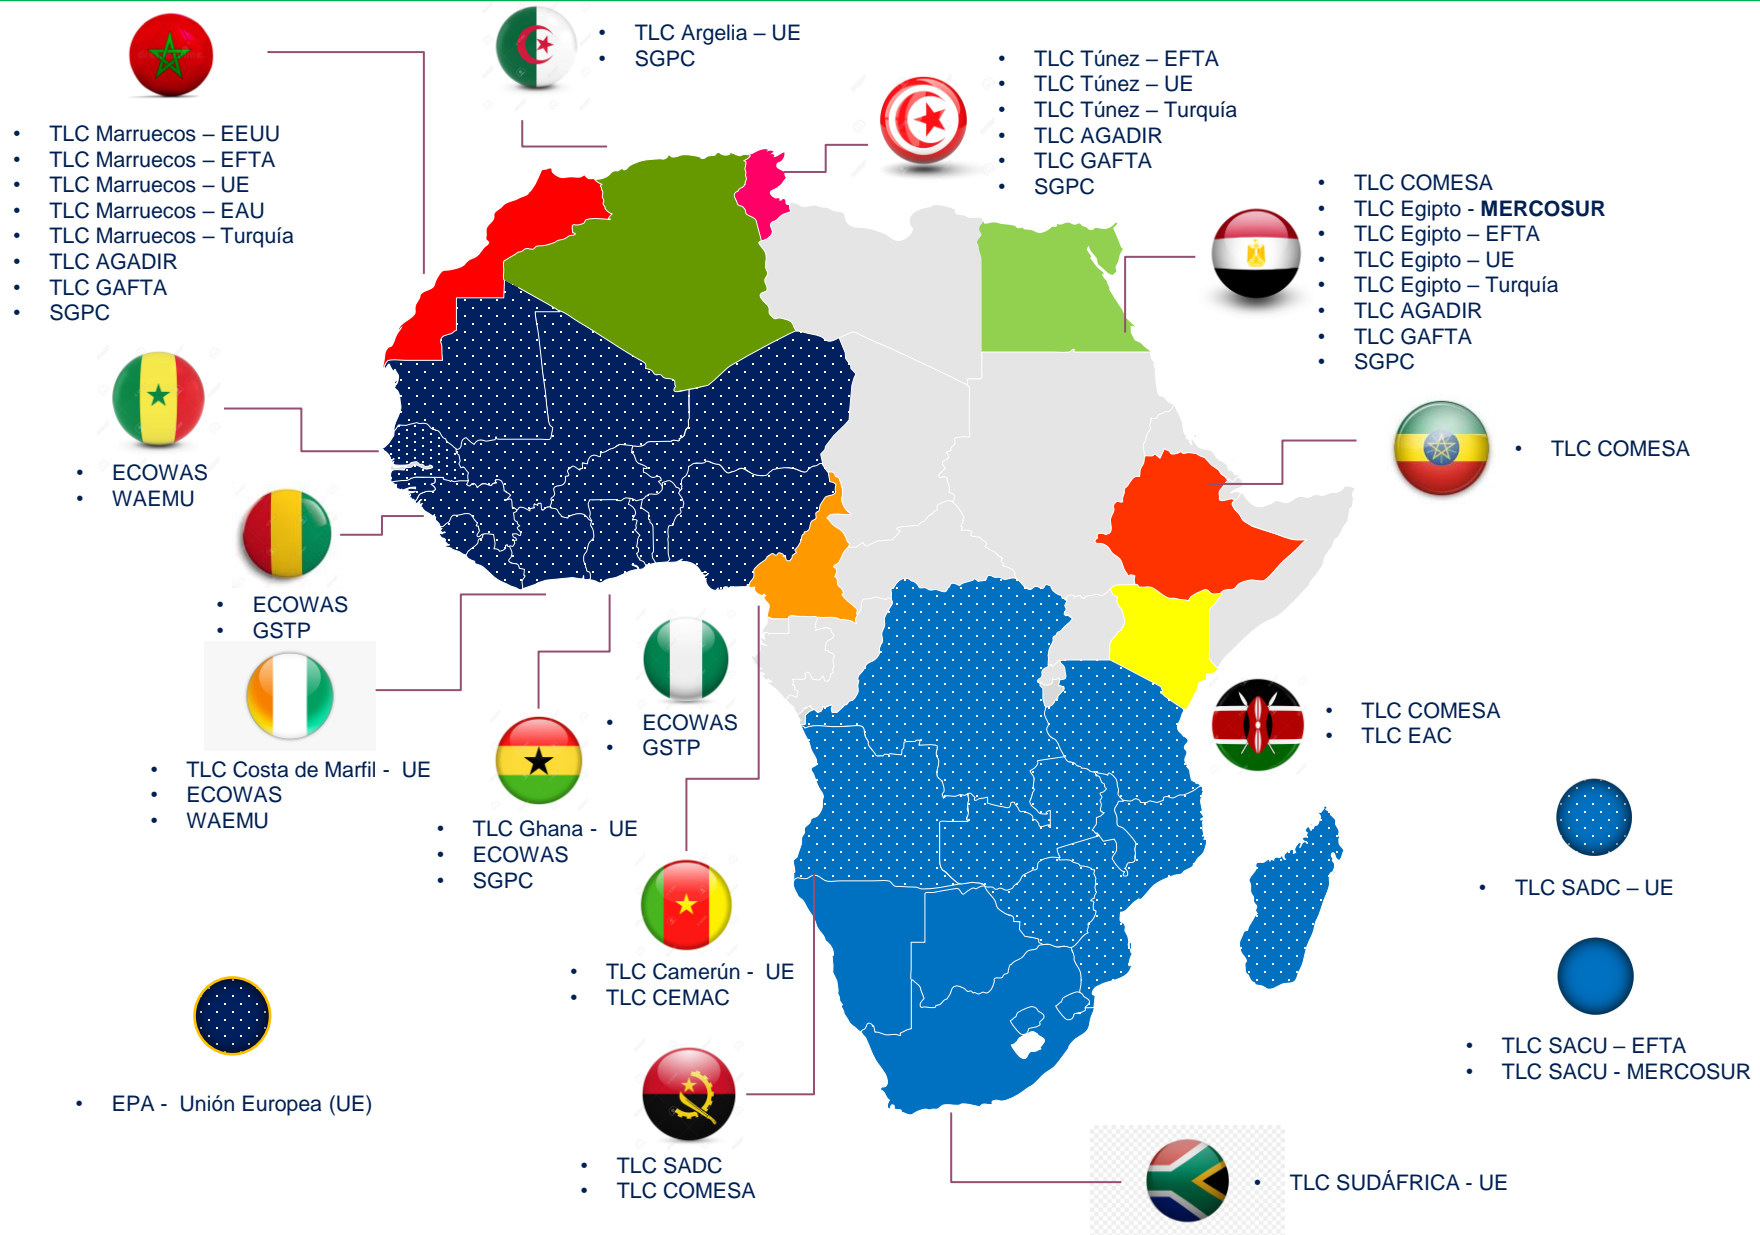 • TLC Marruecos – EEUU
• TLC Marruecos – EFTA
• TLC Marruecos – UE
• TLC Marruecos – EAU
• TLC Marruecos – Turquía
• TLC AGADIR
• TLC GAFTA
• SGPC
• TLC Argelia – UE
• SGPC
• TLC Túnez – EFTA
• TLC Túnez – UE
• TLC Túnez – Turquía
• TLC AGADIR
• TLC GAFTA
• SGPC
• TLC COMESA
• TLC Egipto - MERCOSUR
• TLC Egipto – EFTA
• TLC Egipto – UE
• TLC Egipto – Turquía
• TLC AGADIR
• TLC GAFTA
• SGPC
• TLC COMESA
• ECOWAS
• WAEMU
• ECOWAS
• GSTP
• TLC Costa de Marfil - UE
• ECOWAS
• WAEMU
• ECOWAS
• GSTP
• TLC Ghana - UE
• ECOWAS
• SGPC
• TLC COMESA
• TLC EAC
• TLC SADC – UE
• TLC Camerún - UE
• TLC CEMAC
• TLC SACU – EFTA
• TLC SACU - MERCOSUR
• EPA - Unión Europea (UE)
• TLC SADC
• TLC COMESA
• TLC SUDÁFRICA - UE